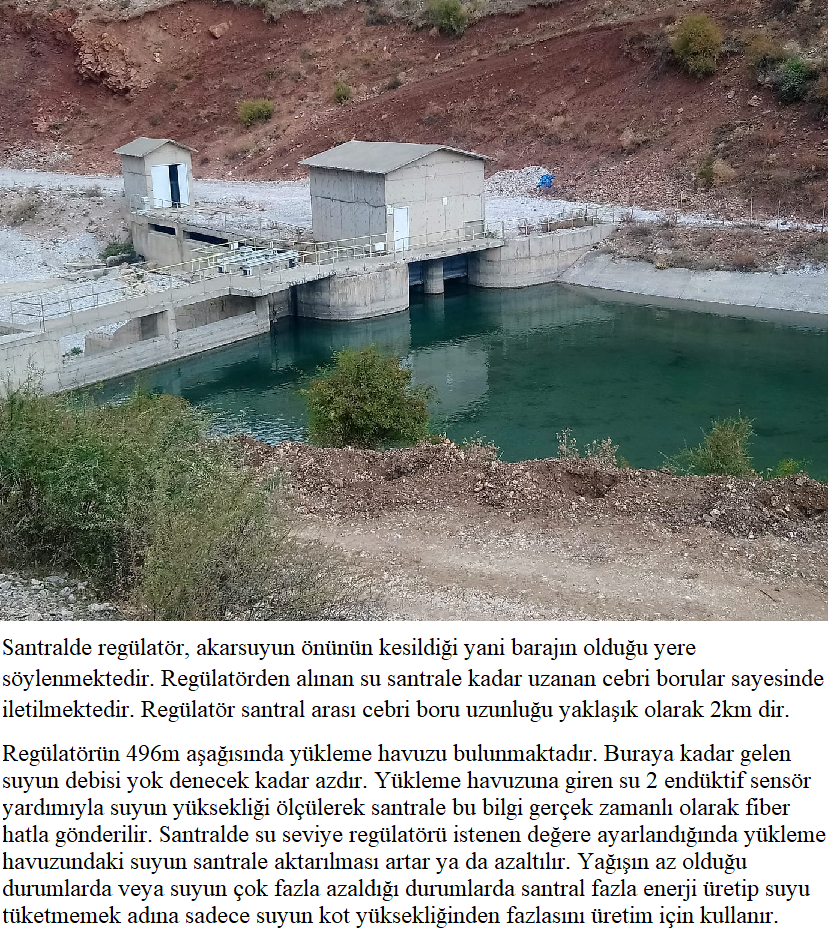 Santralde regülatör, akarsuyun önünün kesildiği yani barajın olduğu yere
söylenmektedir. Regülatörden alınan su santrale kadar uzanan cebri borular sayesinde
iletilmektedir. Regülatör santral arası cebri boru uzunluğu yaklaşık olarak 2km dir.
Regülatörün 496m aşağısında yükleme havuzu bulunmaktadır. Buraya kadar gelen
suyun debisi yok denecek kadar azdır. Yükleme havuzuna giren su 2 endüktif sensör
yardımıyla suyun yüksekliği ölçülerek santrale bu bilgi gerçek zamanlı olarak fiber
hatla gönderilir. Santralde su seviye regülatörü istenen değere ayarlandığında yükleme
havuzundaki suyun santrale aktarılması artar ya da azaltılır. Yağışın az olduğu
durumlarda veya suyun çok fazla azaldığı durumlarda santral fazla enerji üretip suyu
tüketmemek adına sadece suyun kot yüksekliğinden fazlasını üretim için kullanır.